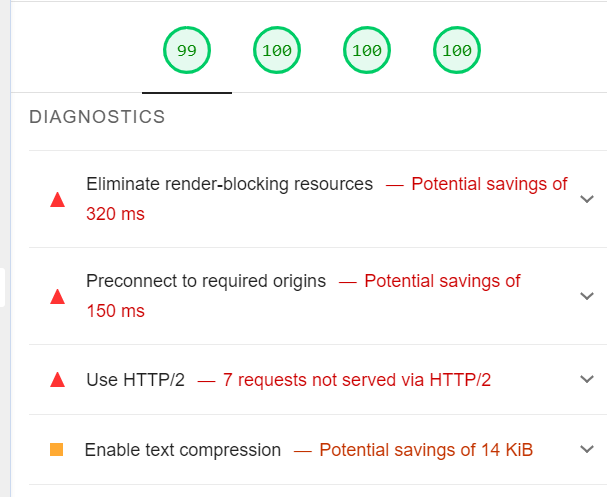 99 100 100 100
DIAGNOSTICS
Eliminate render-blocking resources — Potential savings of
320 ms
Preconnect to required origins — Potential savings of
150 ms
Use HTTP/2 — 7 requests not served via HTTP/2
Enable text compression — Potential savings of 14 KiB